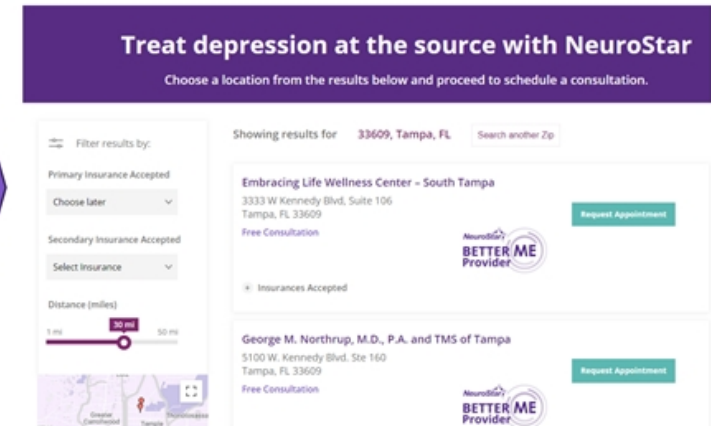 Treat depression at the source with NeuroStar
Choose a location from the results below and proceed to schedule a consultation.
Filter results by:
Primary Insurance Accepted
Choose later
Secondary Insurance Accepted
Select Insurance
Distance (miles)
30 mi
1 mi
50 mi
Greater
Carrollwood
Temple
Thonotosassa
Showing results for 33609, Tampa, FL
Search another Zip
Embracing Life Wellness Center – South Tampa
3333 W Kennedy Blvd, Suite 106
Tampa, FL 33609
Free Consultation
NeuroStar
BETTER ME
Provider
Request Appointment
+ Insurances Accepted
George M. Northrup, M.D., P.A. and TMS of Tampa
5100 W. Kennedy Blvd. Ste 160
Tampa, FL 33609
Free Consultation
NeuroStar
BETTER ME
Provider
Request Appointment